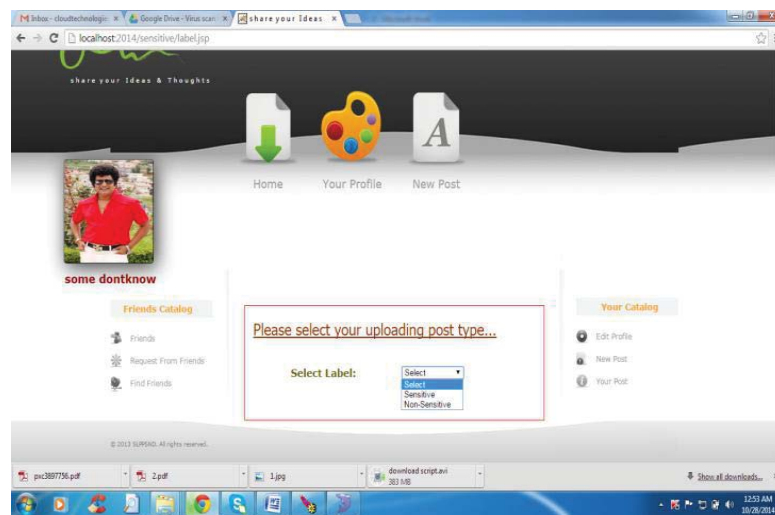 Inbox - cloudtechnologie
Google Drive - Virus scan
share your Ideas
localhost:2014/sensitive/label.jsp
share your Ideas & Thoughts
A
Home
Your Profile
New Post
some dontknow
Friends Catalog
Friends
Request From Friends
Find Friends
Please select your uploading post type...
Select Label:
Select
Select
Sensitive
Non-Sensitive
Your Catalog
Edit Profile
New Post
Your Post
All rights reserved.
pxc3897756.pdf
2.pdf
1.jpg
download script.avi
383 MB
Show all downloads...
12:53 AM
10/28/2014